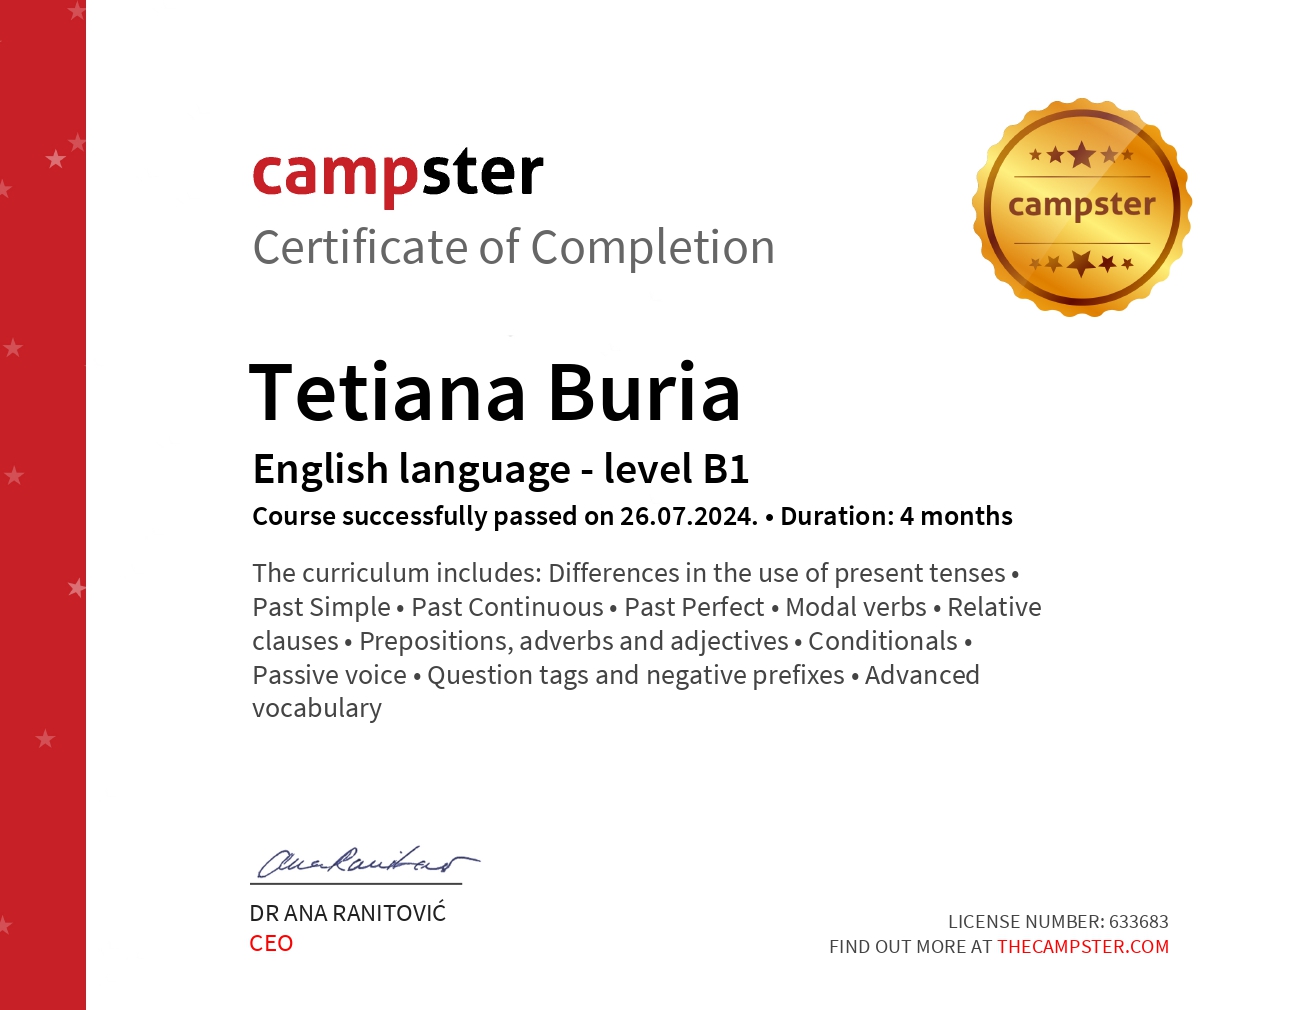 campster
Certificate of Completion
campster
Tetiana Buria
English language - level B1
Course successfully passed on 26.07.2024. • Duration: 4 months
The curriculum includes: Differences in the use of present tenses •
Past Simple • Past Continuous • Past Perfect • Modal verbs • Relative
clauses • Prepositions, adverbs and adjectives • Conditionals •
Passive voice • Question tags and negative prefixes • Advanced
vocabulary
Ana Ranitović
DR ANA RANITOVIĆ
CEO
LICENSE NUMBER: 633683
FIND OUT MORE AT THECAMPSTER.COM